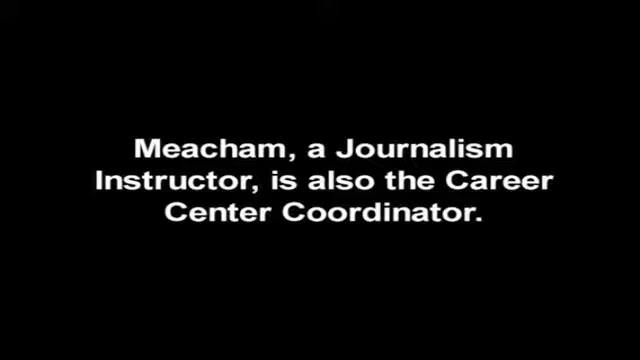 Meacham, a Journalism
Instructor, is also the Career
Center Coordinator.